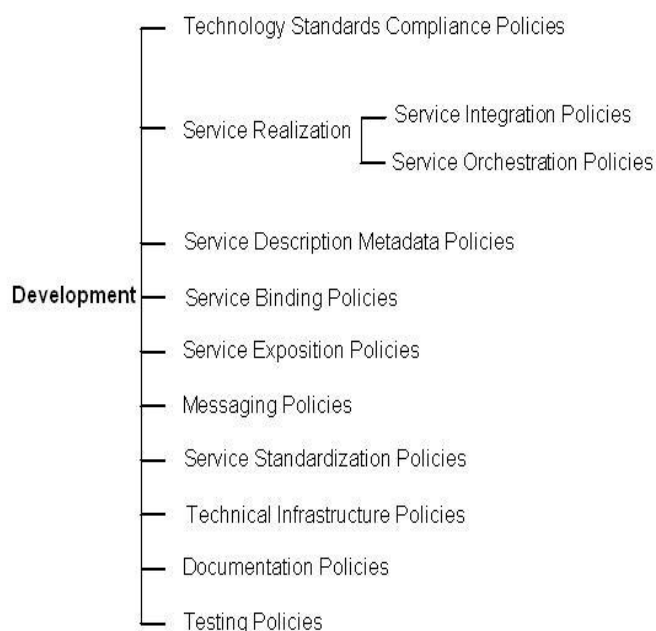 Technology Standards Compliance Policies
Service Realization
Service Integration Policies
Service Orchestration Policies
Service Description Metadata Policies
Development
Service Binding Policies
Service Exposition Policies
Messaging Policies
Service Standardization Policies
Technical Infrastructure Policies
Documentation Policies
Testing Policies